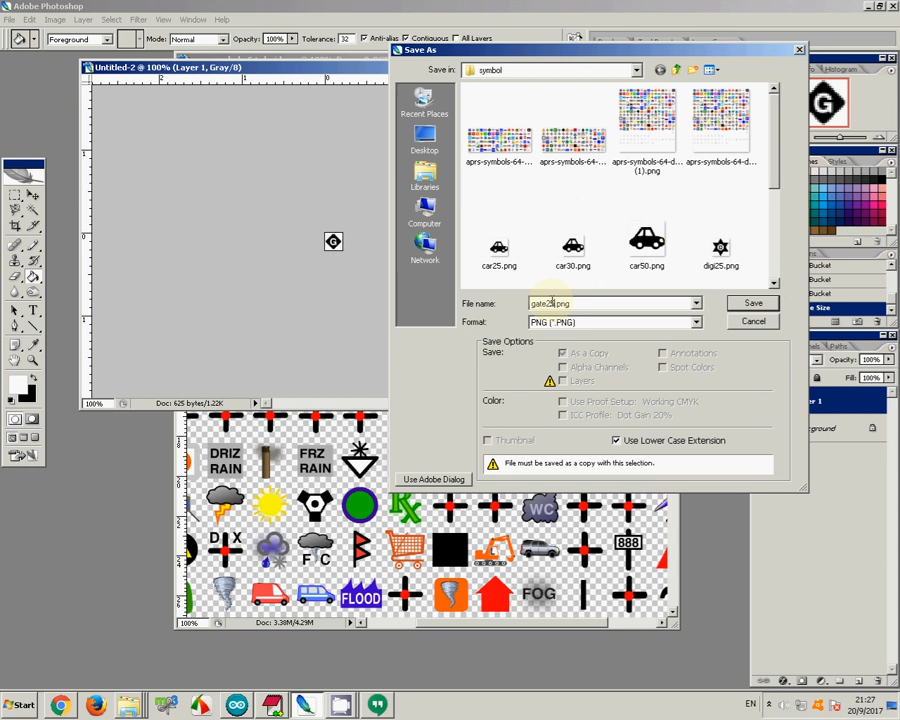 Adobe Photoshop
File Edit Image Layer Select Filter View Window Help
Foreground Mode: Normal Opacity: 100% Tolerance: 32 Anti-alias Contiguous All Layers
Untitled-2 @ 100% (Layer 1, Gray/8)
1 0
1
0
1
100% Doc: 625 bytes/1.22K
Save As
Save in: symbol
Recent Places
Desktop
Libraries
Computer
Network
aprs-symbols-64-... aprs-symbols-64-... aprs-symbols-64-d... aprs-symbols-64-d...
(1).png
car25.png car30.png car50.png digi25.png
File name: gate25.png Save
Format: PNG (*.PNG) Cancel
Save Options
Save: As a Copy Annotations
Alpha Channels Spot Colors
Layers
Color: Use Proof Setup: Working CMYK
ICC Profile: Dot Gain 20%
Thumbnail Use Lower Case Extension
File must be saved as a copy with this selection.
Use Adobe Dialog
Histogram
G
Styles
Bucket
Bucket
Slide
Paths
Opacity: 100%
Fill: 100%
DRIZ RAIN FRZ RAIN
WC
D X
F C
888
FLOOD FOG
100% Doc: 3.38M/4.29M
Start EN 21:27
20/9/2017